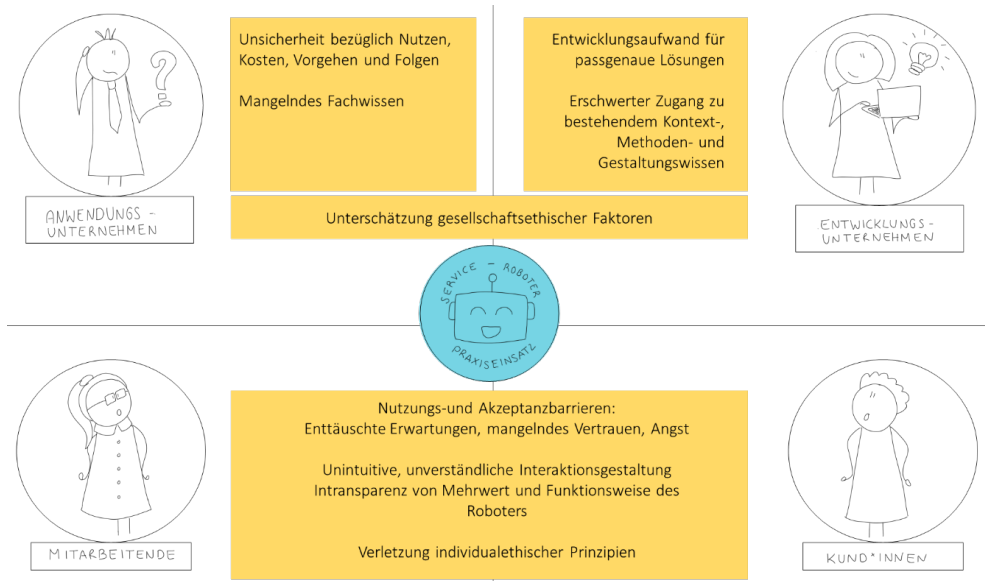 Unsicherheit bezüglich Nutzen,
Kosten, Vorgehen und Folgen
Mangelndes Fachwissen
Entwicklungsaufwand für
passgenaue Lösungen
Erschwerter Zugang zu
bestehendem Kontext-,
Methoden- und
Gestaltungswissen
ANWENDUNGS-
UNTERNEHMEN
Unterschätzung gesellschaftsethischer Faktoren
ENTWICKLUNGS-
UNTERNEHMEN
SERVICE - ROBOTER
PRAXISEINSATZ
Nutzungs-und Akzeptanzbarrieren:
Enttäuschte Erwartungen, mangelndes Vertrauen, Angst
Unintuitive, unverständliche Interaktionsgestaltung
Intransparenz von Mehrwert und Funktionsweise des
Roboters
Verletzung individualethischer Prinzipien
MITARBEITENDE
KUND*INNEN